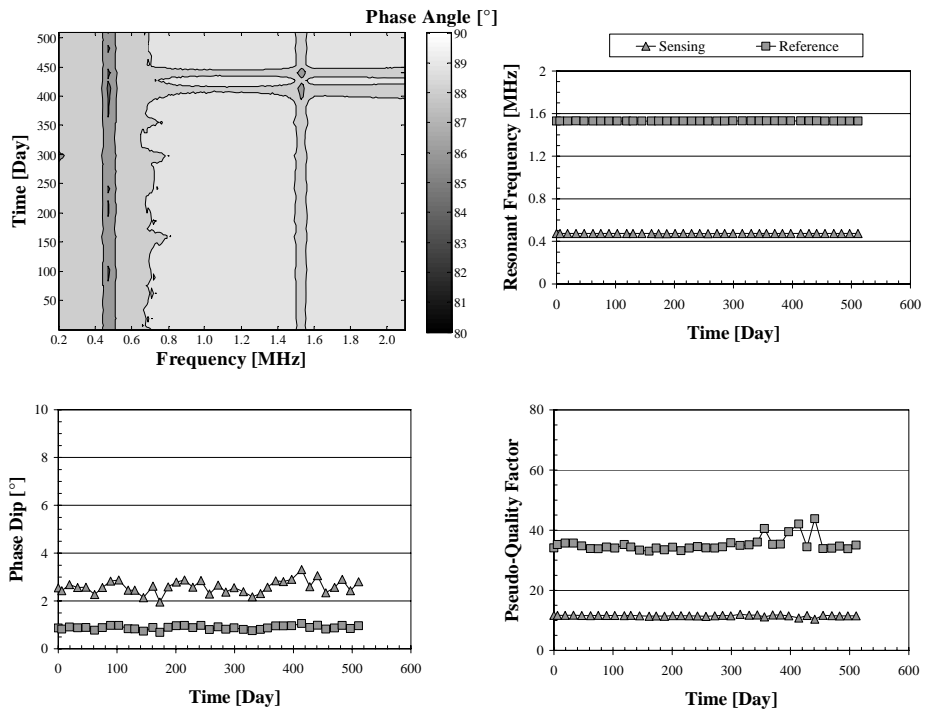 Phase Angle [°]
500
450
400
350
300
250
200
150
100
50
Time [Day]
0.2 0.4 0.6 0.8 1.0 1.2 1.4 1.6 1.8 2.0
Frequency [MHz]
90
89
88
87
86
85
84
83
82
81
80
Sensing Reference
2
1.6
1.2
0.8
0.4
0
Resonant Frequency [MHz]
0 100 200 300 400 500 600
Time [Day]
10
8
6
4
2
0
Phase Dip [°]
0 100 200 300 400 500 600
Time [Day]
80
60
40
20
0
Pseudo-Quality Factor
0 100 200 300 400 500 600
Time [Day]